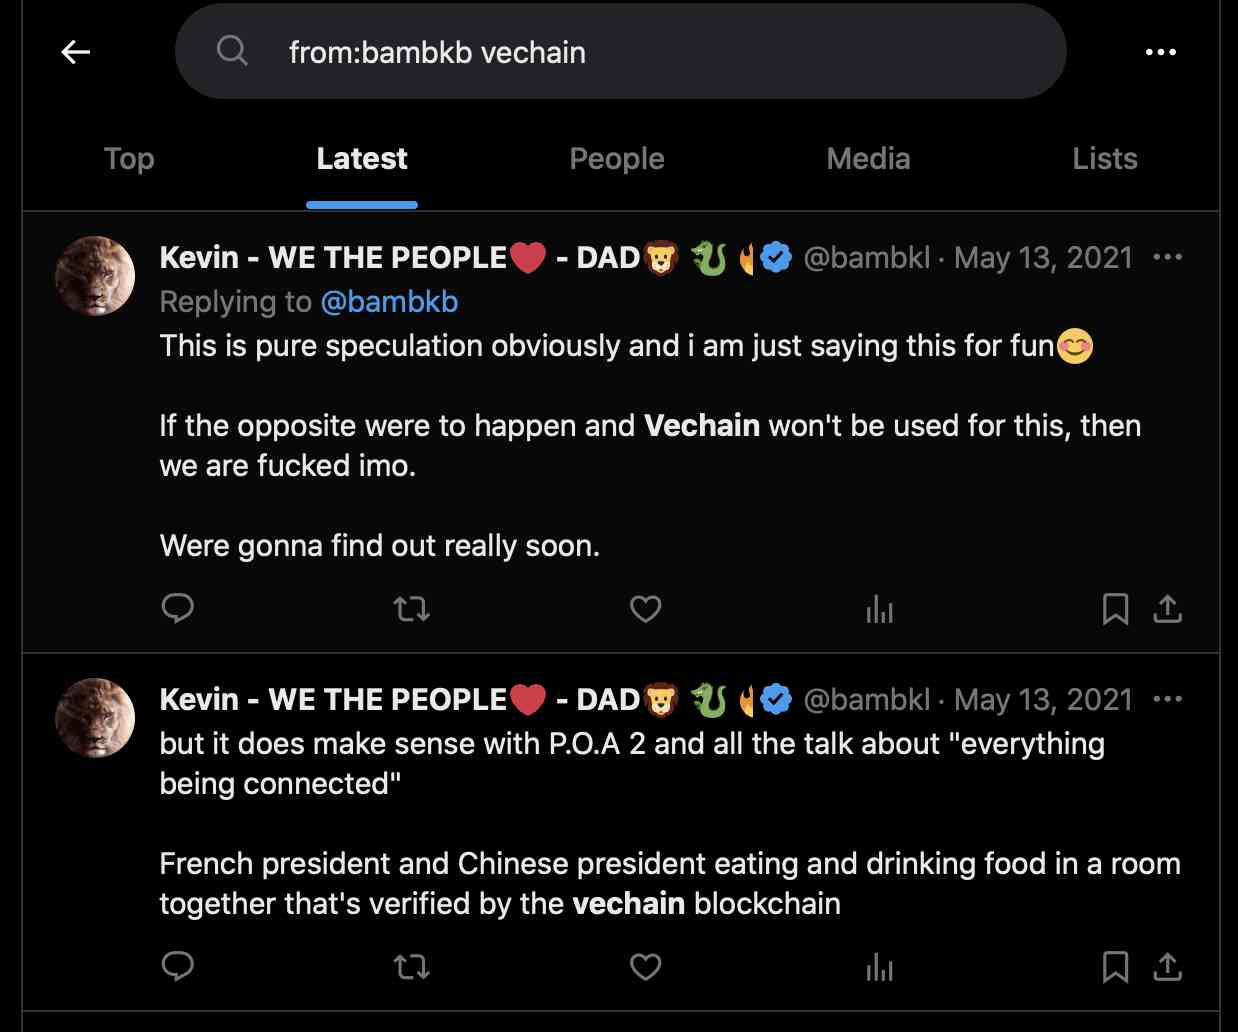 from:bambkb vechain
Top Latest People Media Lists
Kevin - WE THE PEOPLE❤️ - DAD🦁 🐉 🔥 @bambkl · May 13, 2021
Replying to @bambkb
This is pure speculation obviously and i am just saying this for fun😊
If the opposite were to happen and Vechain won't be used for this, then
we are fucked imo.
Were gonna find out really soon.
Kevin - WE THE PEOPLE❤️ - DAD🦁 🐉 🔥 @bambkl · May 13, 2021
but it does make sense with P.O.A 2 and all the talk about "everything
being connected"
French president and Chinese president eating and drinking food in a room
together that's verified by the vechain blockchain